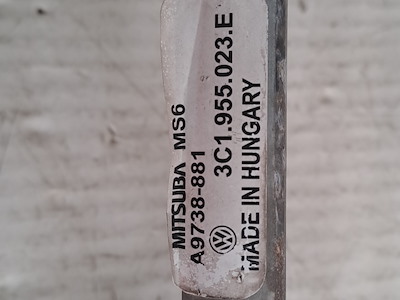 MITSUBA MS6
A9738-881
3C1.955.023.E
MADE IN HUNGARY